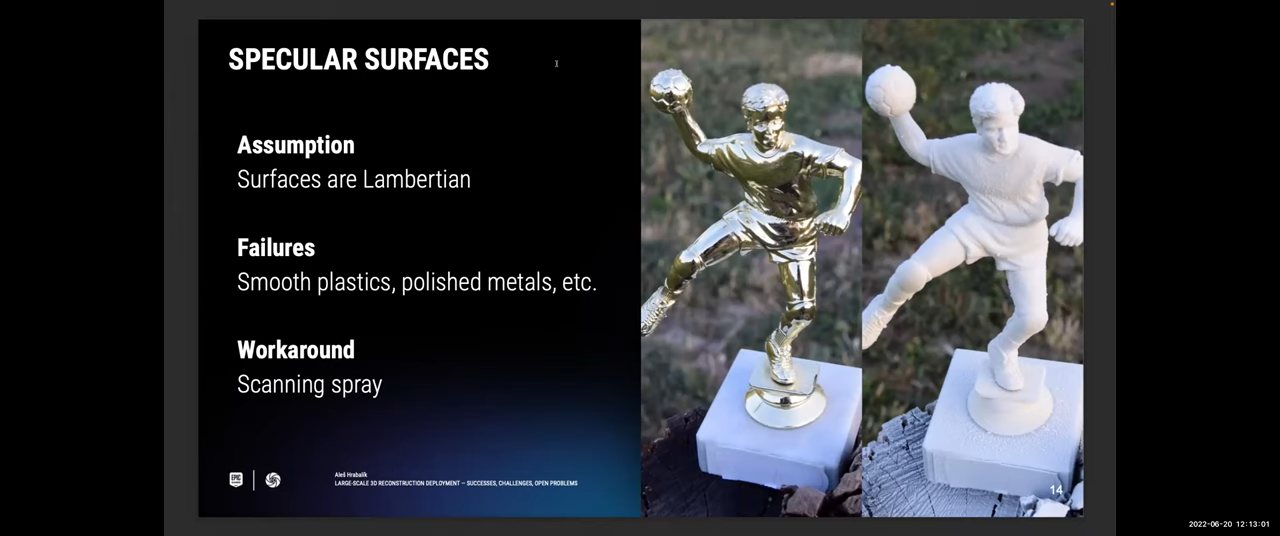 SPECULAR SURFACES
Assumption
Surfaces are Lambertian
Failures
Smooth plastics, polished metals, etc.
Workaround
Scanning spray
EPIC
Aleš Hrabalík
LARGE-SCALE 3D RECONSTRUCTION DEPLOYMENT — SUCCESSES, CHALLENGES, OPEN PROBLEMS
14
2022-06-20 12:13:01